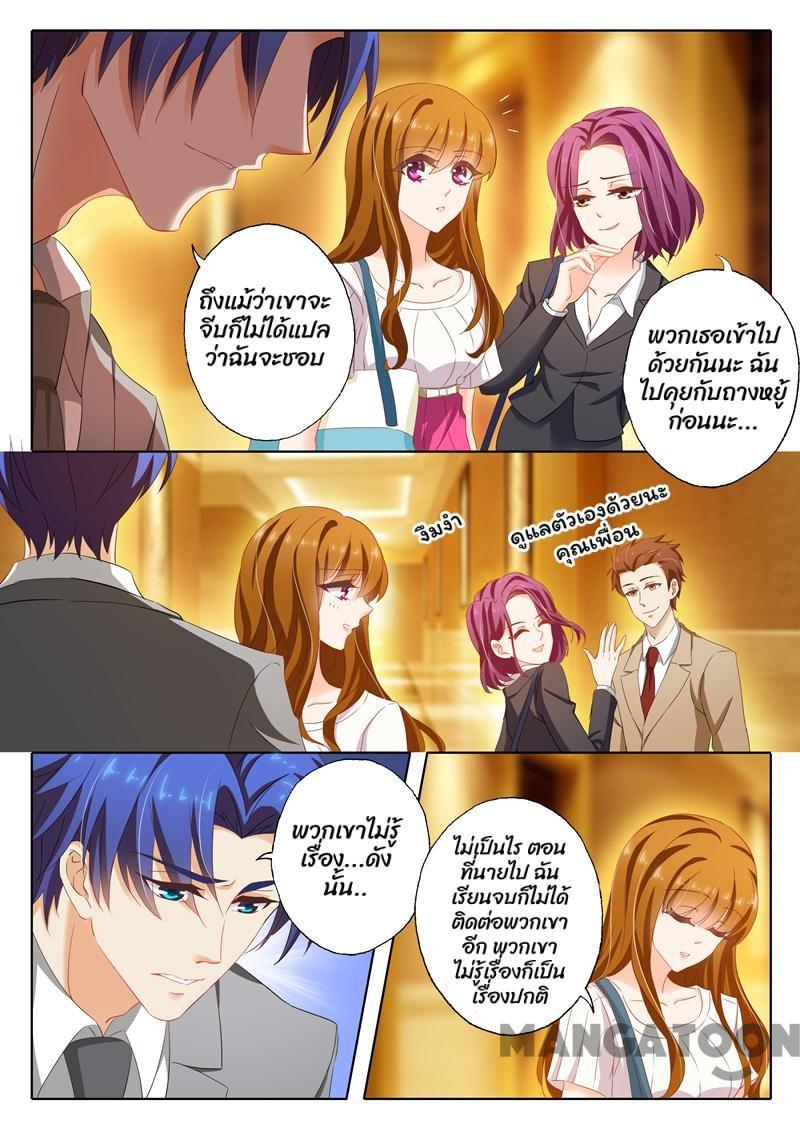 ถึงแม้ว่าเขาจะ
จีบก็ไม่ได้แปล
ว่าฉันจะชอบ
พวกเธอเข้าไป
ด้วยกันนะ ฉัน
ไปคุยกับถางหยู้
ก่อนนะ...
งึมงำ
ดูแลตัวเองด้วยนะ
คุณเพื่อน
พวกเขาไม่รู้
เรื่อง...ดัง
นั้น..
ไม่เป็นไร ตอน
ที่นายไป ฉัน
เรียนจบก็ไม่ได้
ติดต่อพวกเขา
อีก พวกเขา
ไม่รู้เรื่องก็เป็น
เรื่องปกติ
MANGATOON